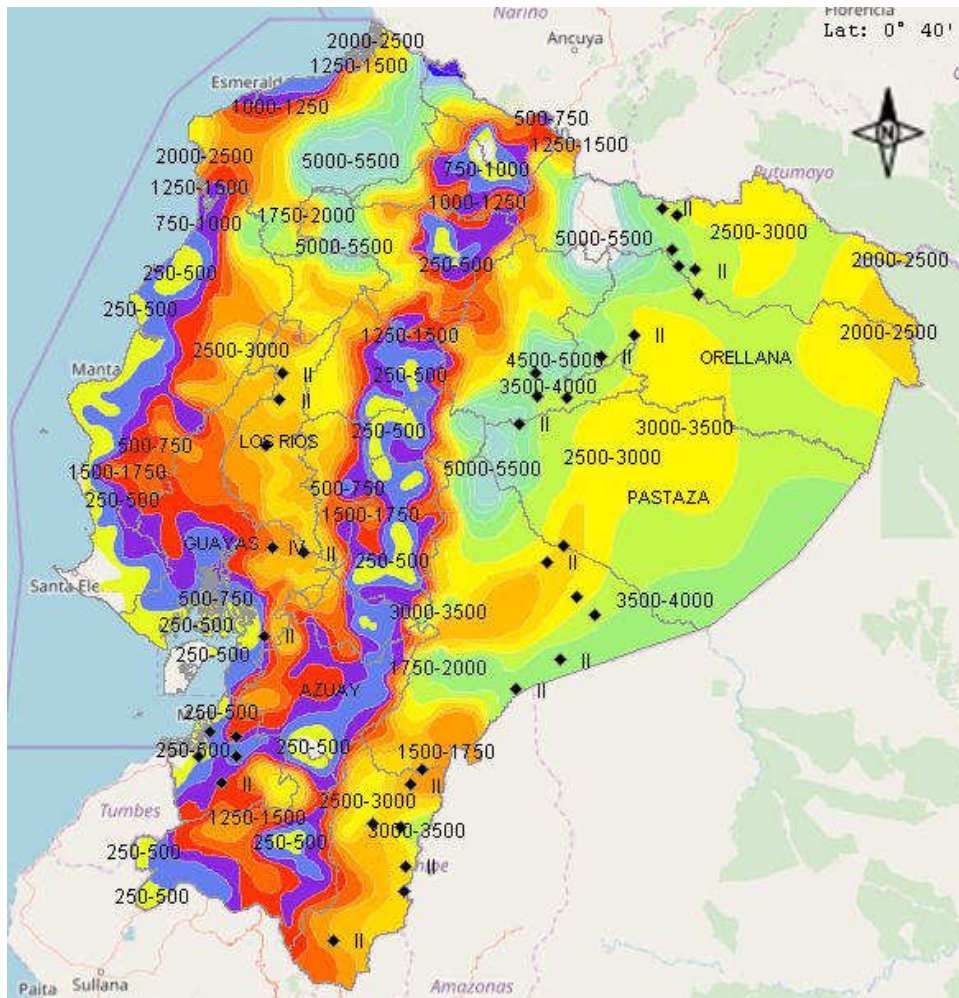 Nariño
Florencia
2000-2500
Ancuya
Lat: 0° 40'
1250-1500
1000-1250
500-750
1250-1500
N
5000-5500
2000-2500
750-1000
Putumayo
1250-1500
1750-2000
1000-1250
II
750-1000
5000-5500
5000-5500
2500-3000
250-500
250-500
II
2000-2500
250-500
1250-1500
2000-2500
2500-3000
4500-5000
II
II
ORELLANA
Manta
II
250-500
3500-4000
II
250-500
II
3000-3500
500-750
LOS RIOS
2500-3000
1500-1750
5000-5500
250-500
500-750
PASTAZA
1500-1750
GUAYAS
IV
II
250-500
II
Santa Ele
500-750
3000-3500
3500-4000
250-500
II
250-500
1750-2000
II
AZUAY
II
250-500
250-500
250-500
1500-1750
II
II
Tumbes
2500-3000
1250-1500
3000-3500
250-500
250-500
II
250-500
II
Paita
Sullana
Amazonas